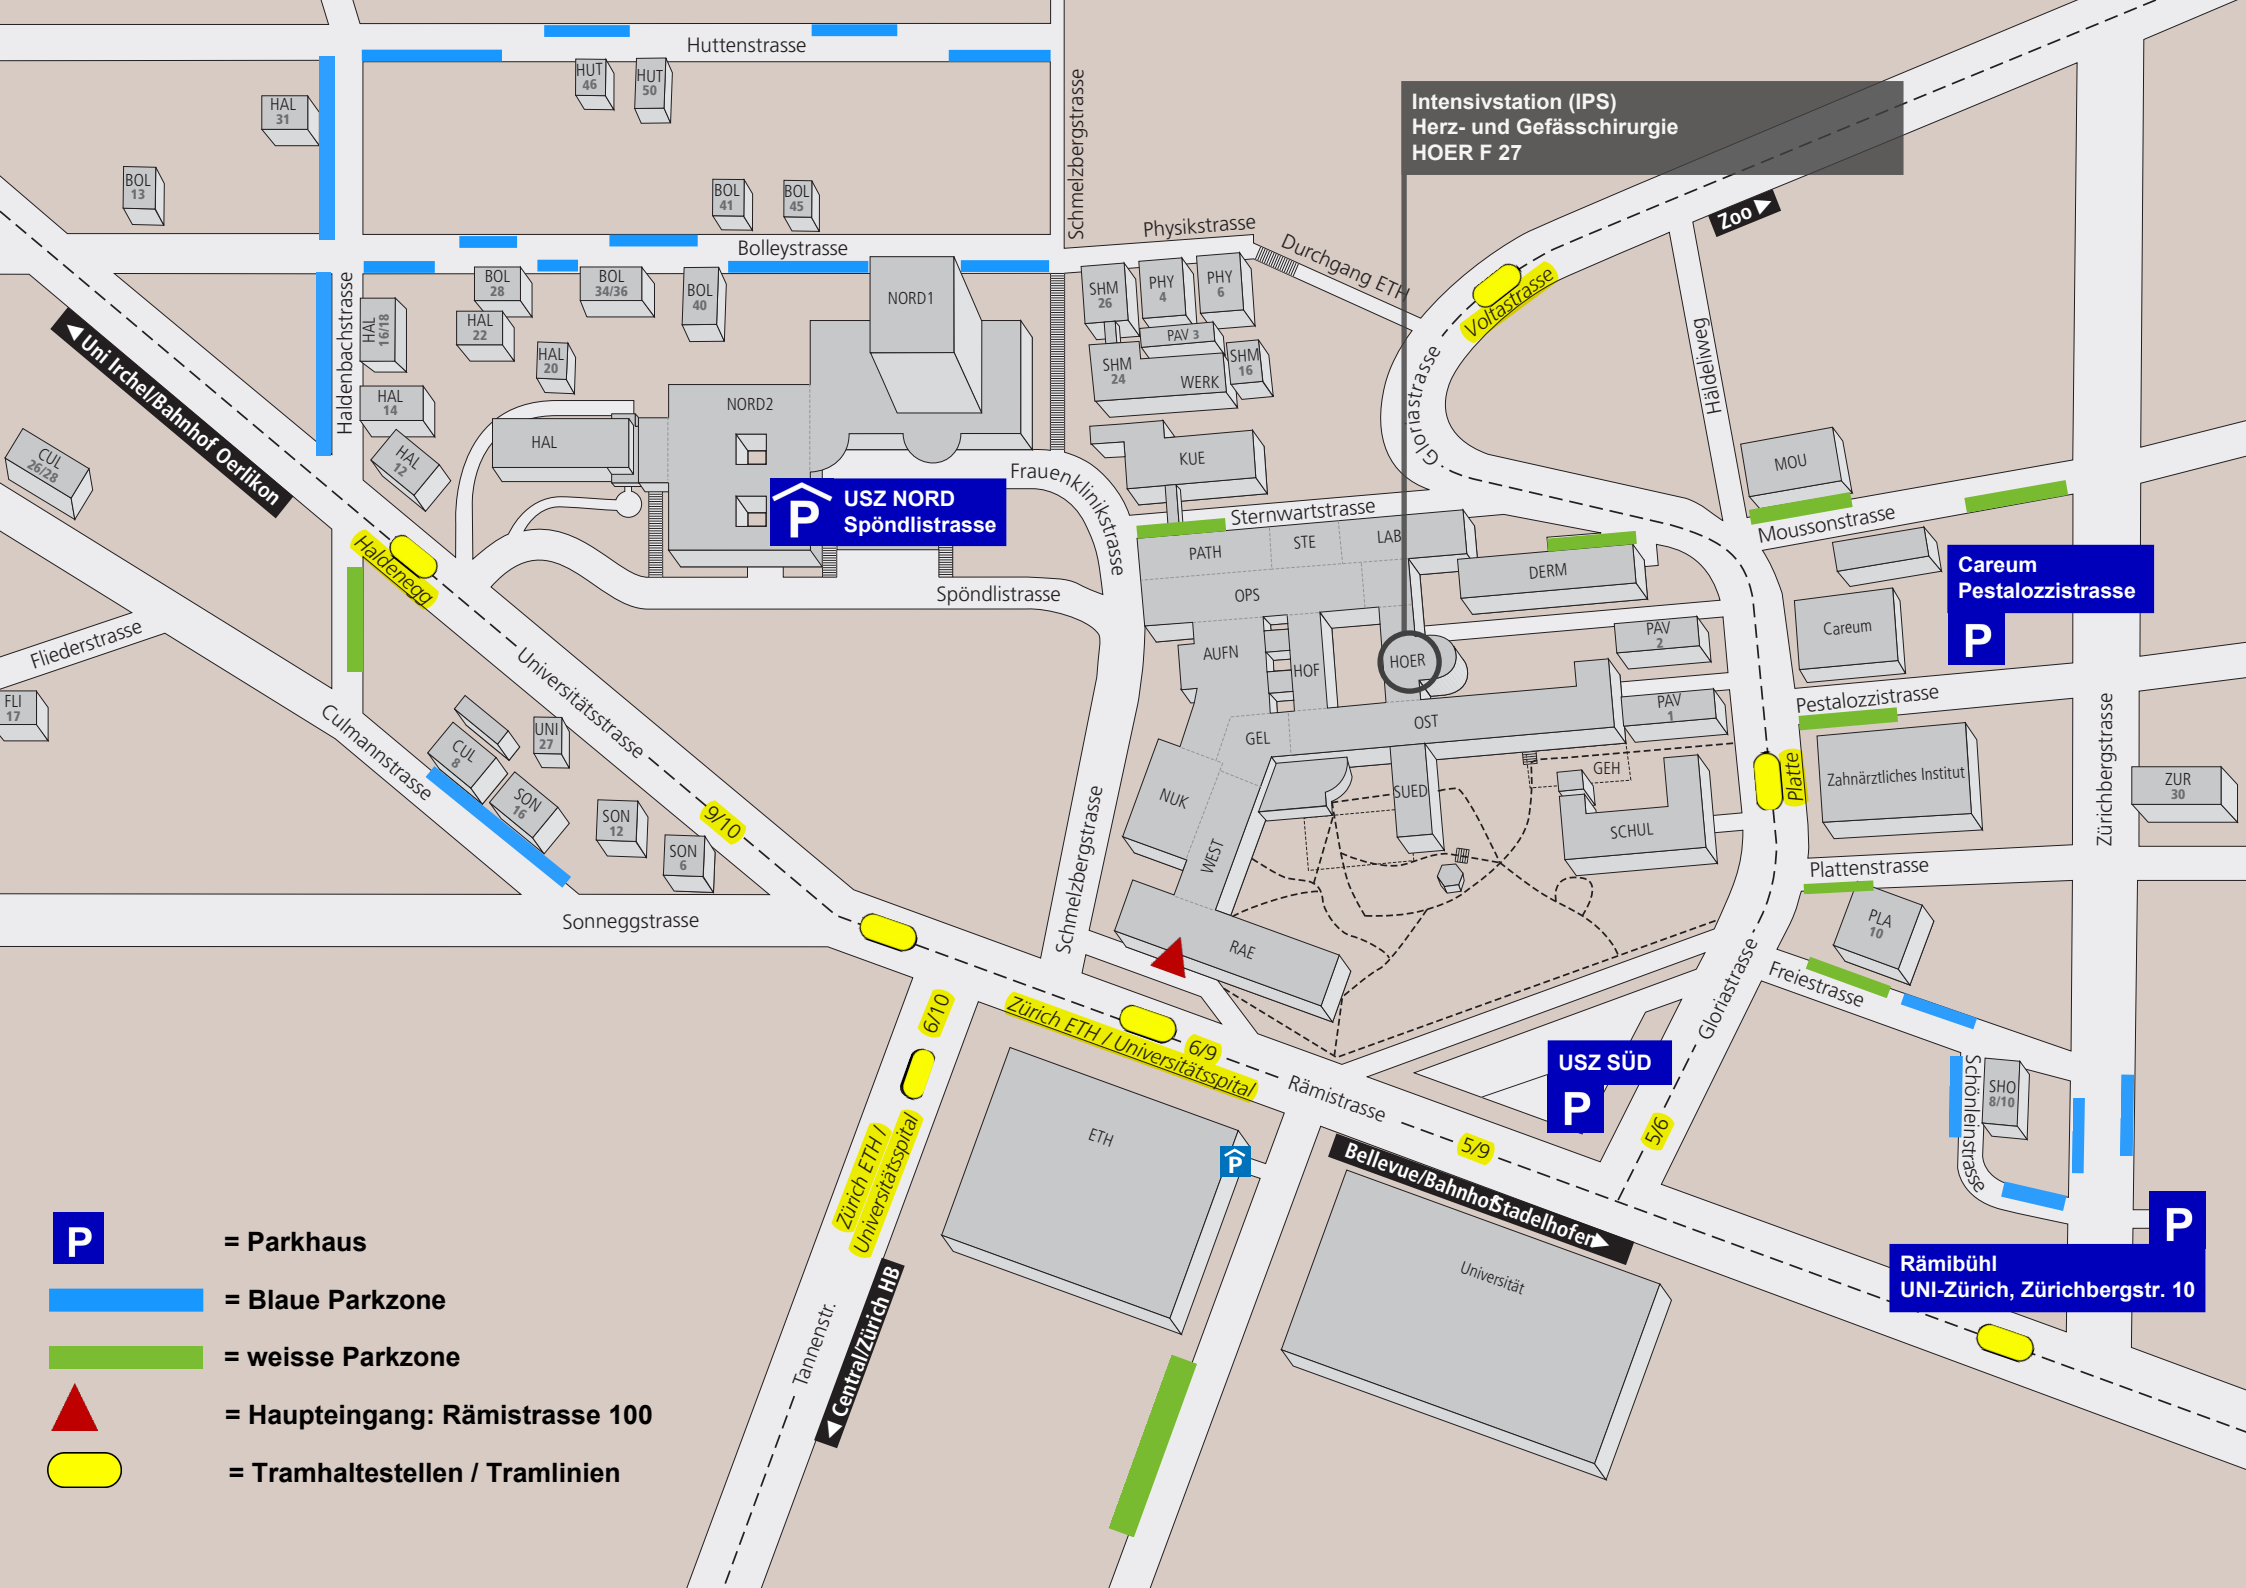 Huttenstrasse
HUT
46
HUT
50
HAL
31
Schmelzbergstrasse
Intensivstation (IPS)
Herz- und Gefässchirurgie
HOER F 27
BOL
13
BOL
41
BOL
45
Zoo
Physikstrasse
Bolleystrasse
Durchgang ETH
Haldenbachstrasse
BOL
28
BOL
34/36
BOL
40
NORD1
SHM
26
PHY
4
PHY
6
Voltastrasse
HAL
16/18
HAL
22
HAL
20
PAV 3
SHM
24
WERK
SHM
16
Gloriastrasse
Häldeliweg
Uni Irchel/Bahnhof Oerlikon
HAL
14
NORD2
HAL
HAL
12
CUL
26/28
KUE
MOU
Frauenklinikstrasse
P
USZ NORD
Spöndlistrasse
Sternwartstrasse
Moussonstrasse
PATH
STE
LAB
DERM
Careum
Pestalozzistrasse
P
Haldenegg
OPS
Spöndlistrasse
Fliederstrasse
Careum
PAV
2
AUFN
HOF
HOER
Universitätsstrasse
FLI
17
Culmannstrasse
Pestalozzistrasse
PAV
1
OST
GEL
UNI
27
CUL
8
SON
16
SON
12
SON
6
9/10
NUK
SUED
GEH
Platte
Zahnärztliches Institut
Zürichbergstrasse
ZUR
30
SCHUL
WEST
Plattenstrasse
Schmelzbergstrasse
Sonneggstrasse
RAE
PLA
10
Freiestrasse
Gloriastrasse
6/10
Zürich ETH / Universitätsspital
6/9
Rämistrasse
USZ SÜD
P
Schönleinstrasse
SHO
8/10
ETH
P
Zürich ETH /
Universitätsspital
5/9
5/6
Bellevue/Bahnhof Stadelhofen
Universität
P
Rämibühl
UNI-Zürich, Zürichbergstr. 10
Tannenstr.
Central/Zürich HB
P
= Parkhaus
= Blaue Parkzone
= weisse Parkzone
= Haupteingang: Rämistrasse 100
= Tramhaltestellen / Tramlinien